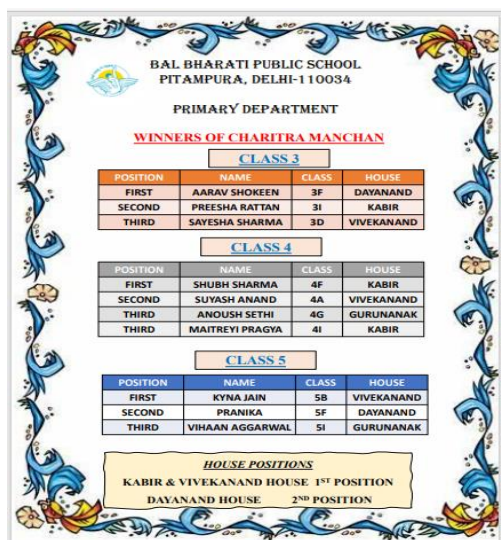 BAL BHARATI PUBLIC SCHOOL
PITAMPURA, DELHI-110034
PRIMARY DEPARTMENT
WINNERS OF CHARITRA MANCHAN
CLASS 3
POSITION NAME CLASS HOUSE
FIRST AARAV SHOKEEN 3F DAYANAND
SECOND PREESHA RATTAN 3I KABIR
THIRD SAYESHA SHARMA 3D VIVEKANAND
CLASS 4
POSITION NAME CLASS HOUSE
FIRST SHUBH SHARMA 4F KABIR
SECOND SUYASH ANAND 4A VIVEKANAND
THIRD ANOUSH SETHI 4G GURUNANAK
THIRD MAITREYI PRAGYA 4I KABIR
CLASS 5
POSITION NAME CLASS HOUSE
FIRST KYNA JAIN 5B VIVEKANAND
SECOND PRANIKA 5F DAYANAND
THIRD VIHAAN AGGARWAL 5I GURUNANAK
HOUSE POSITIONS
KABIR & VIVEKANAND HOUSE 1ST POSITION
DAYANAND HOUSE 2ND POSITION